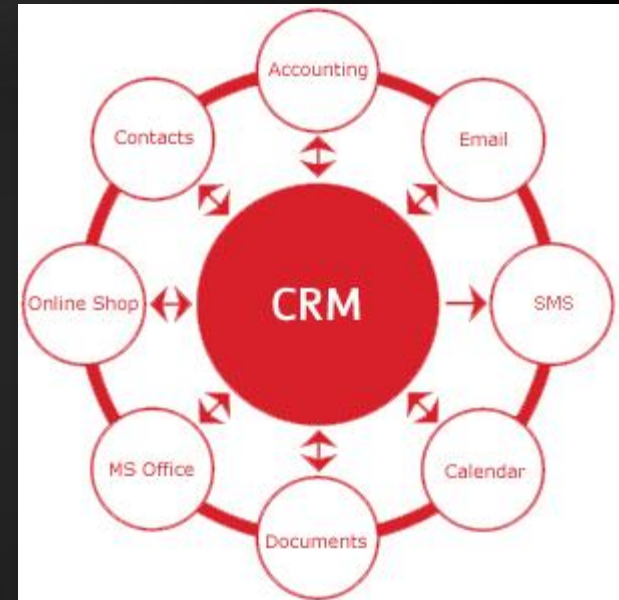 Accounting
Contacts
Email
Online Shop
CRM
SMS
MS Office
Calendar
Documents